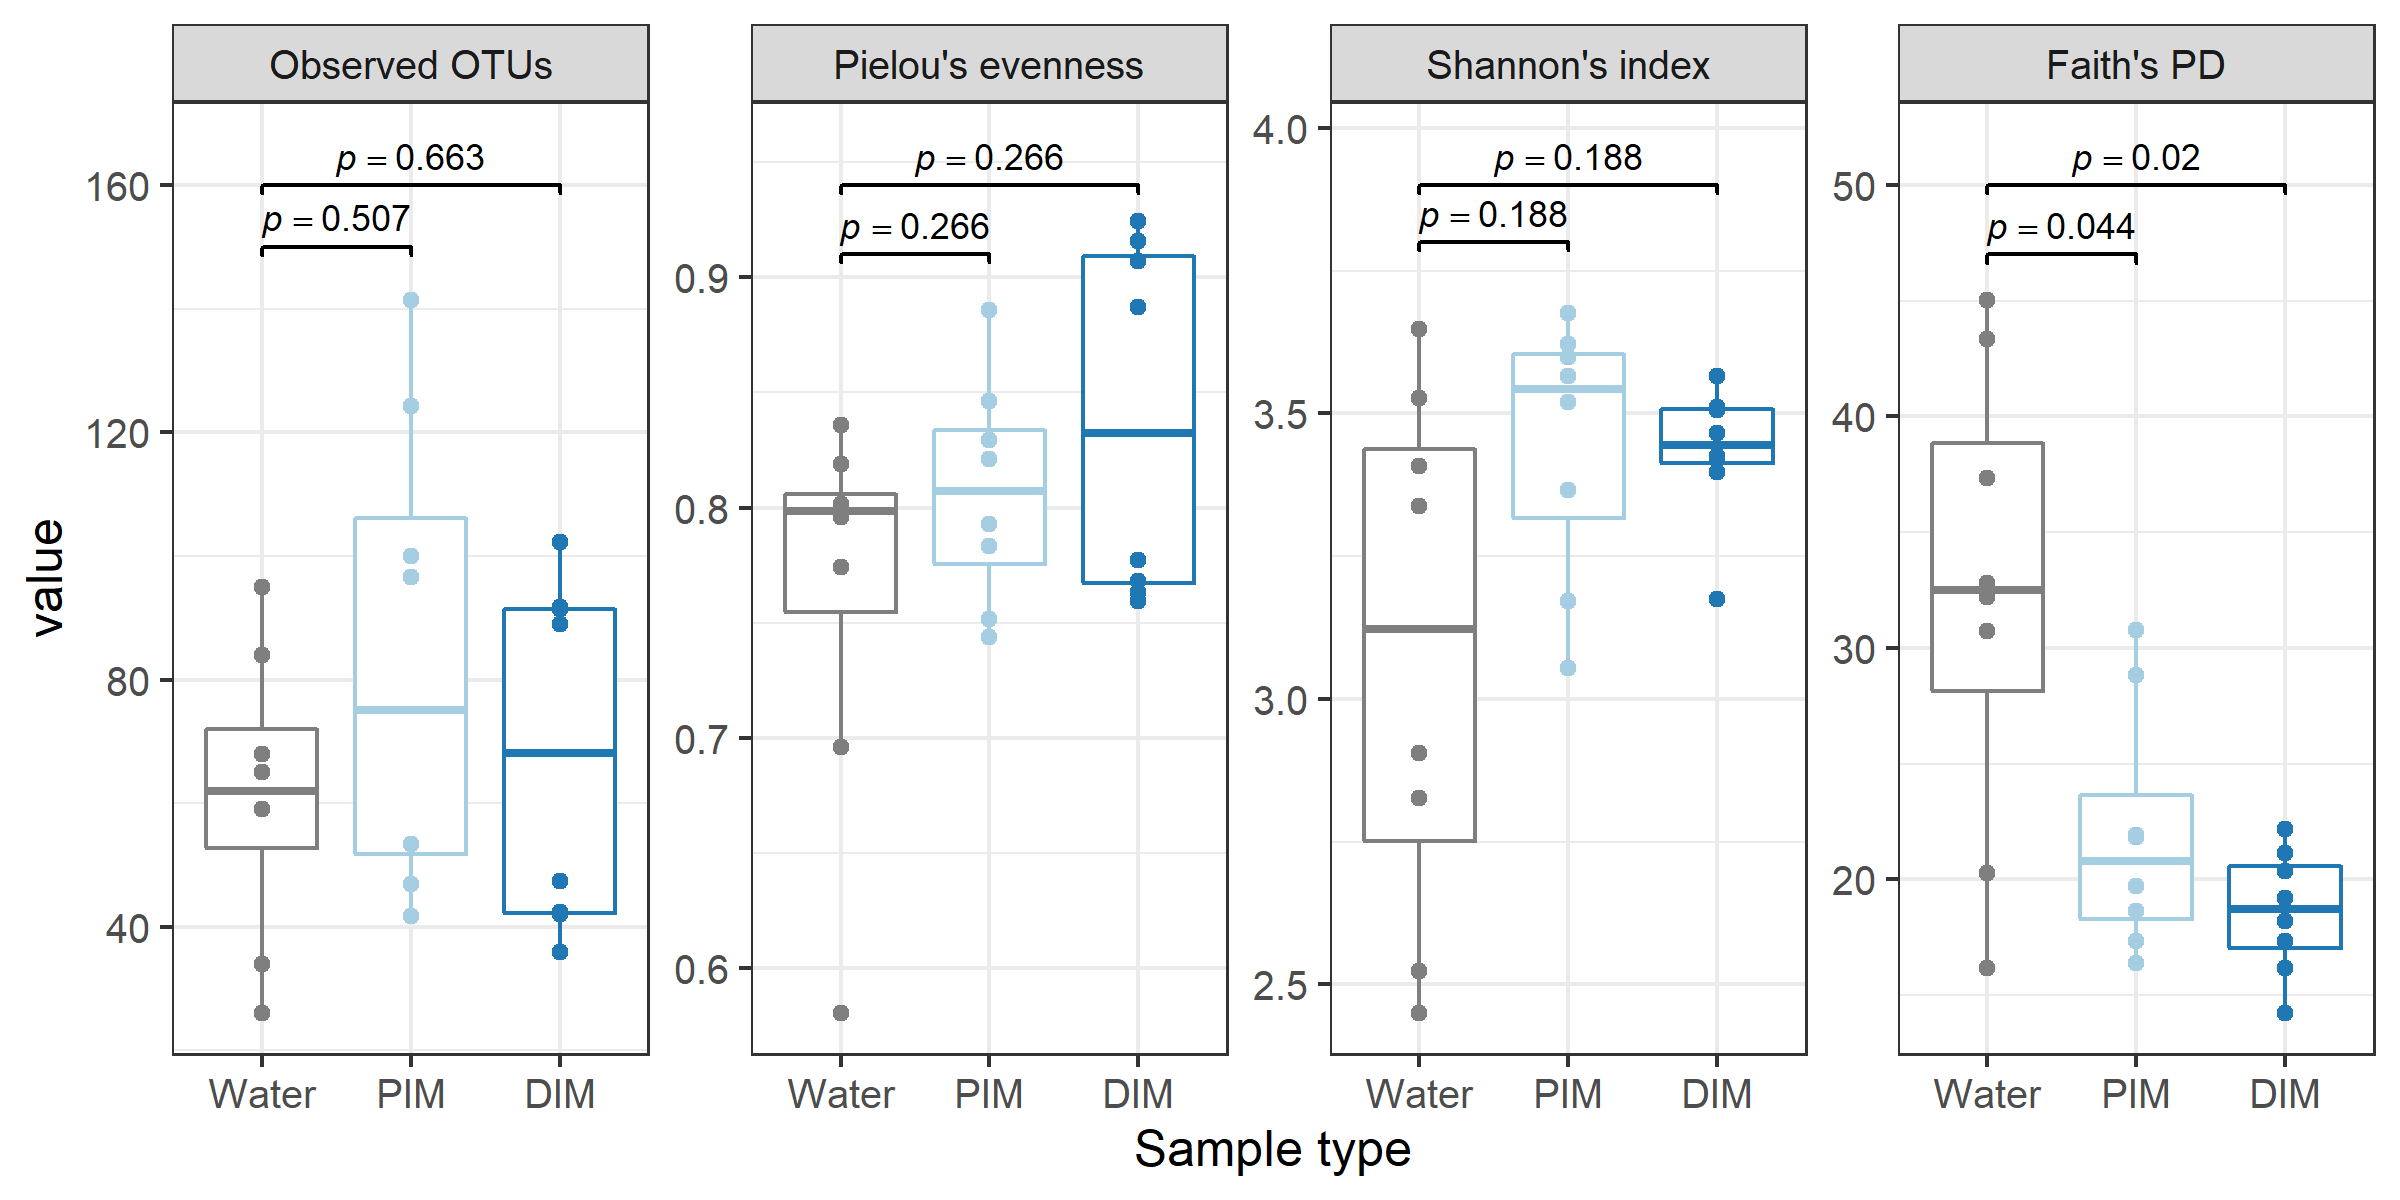 Observed OTUs
Pielou's evenness
Shannon's index
Faith's PD
p = 0.663
p = 0.507
160
120
80
40
p = 0.266
p = 0.266
0.9
0.8
0.7
0.6
p = 0.188
p = 0.188
4.0
3.5
3.0
2.5
p = 0.02
p = 0.044
50
40
30
20
value
Water PIM DIM
Water PIM DIM
Water PIM DIM
Water PIM DIM
Sample type